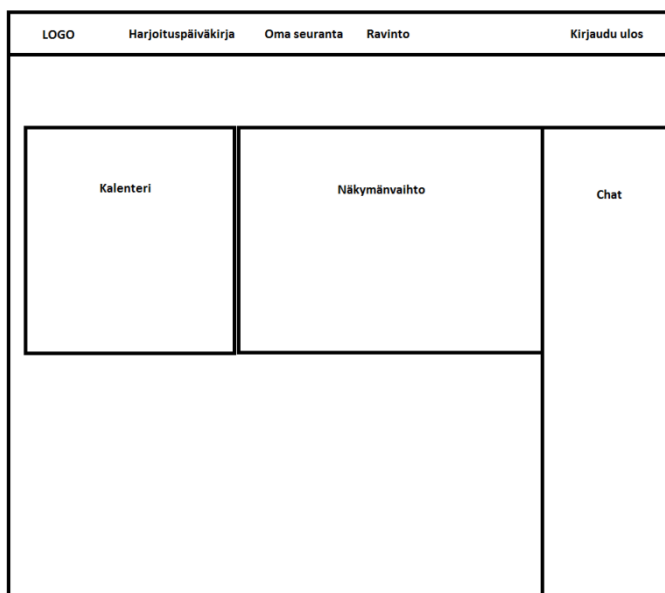 LOGO Harjoituspäiväkirja Oma seuranta Ravinto Kirjaudu ulos
Kalenteri Näkymänvaihto Chat